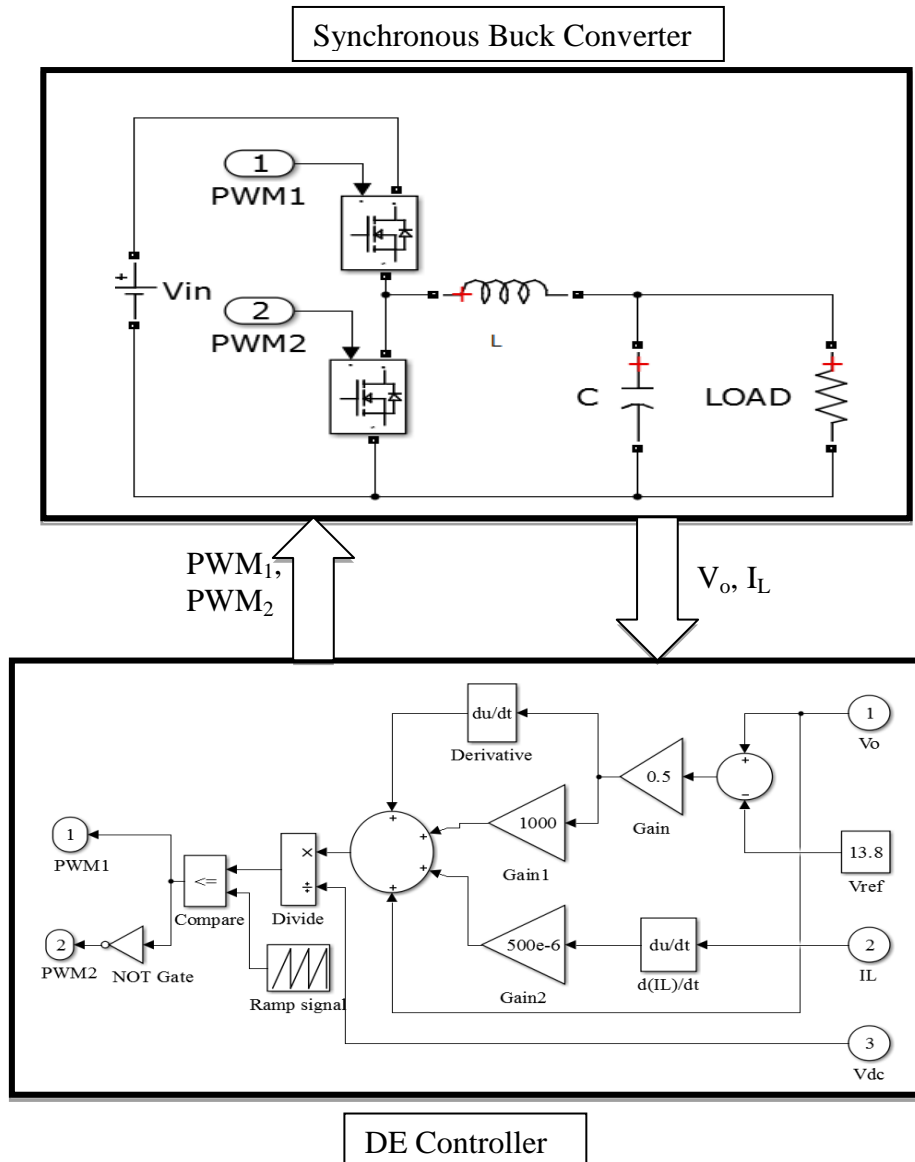 Synchronous Buck Converter
1
PWM1
Vin
2
PWM2
L
C
LOAD
PWM₁,
PWM₂
Vₒ, I_L
du/dt
Derivative
0.5
Gain
1
Vo
1000
Gain1
13.8
Vref
1
PWM1
<=
Compare
×
÷
Divide
500e-6
Gain2
du/dt
d(IL)/dt
2
IL
2
PWM2
NOT Gate
Ramp signal
3
Vdc
DE Controller